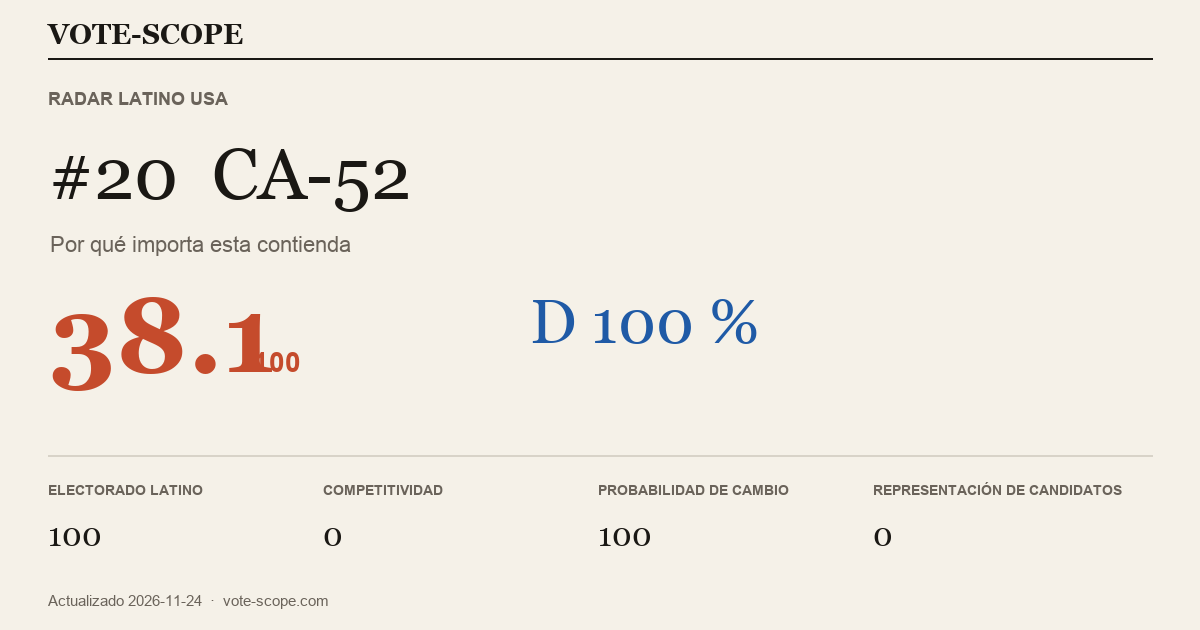 VOTE-SCOPE
RADAR LATINO USA
#20 CA-52
Por qué importa esta contienda
38.1 /100
D 100 %
ELECTORADO LATINO
COMPETITIVIDAD
PROBABILIDAD DE CAMBIO
REPRESENTACIÓN DE CANDIDATOS
100
0
100
0
Actualizado 2026-11-24 · vote-scope.com